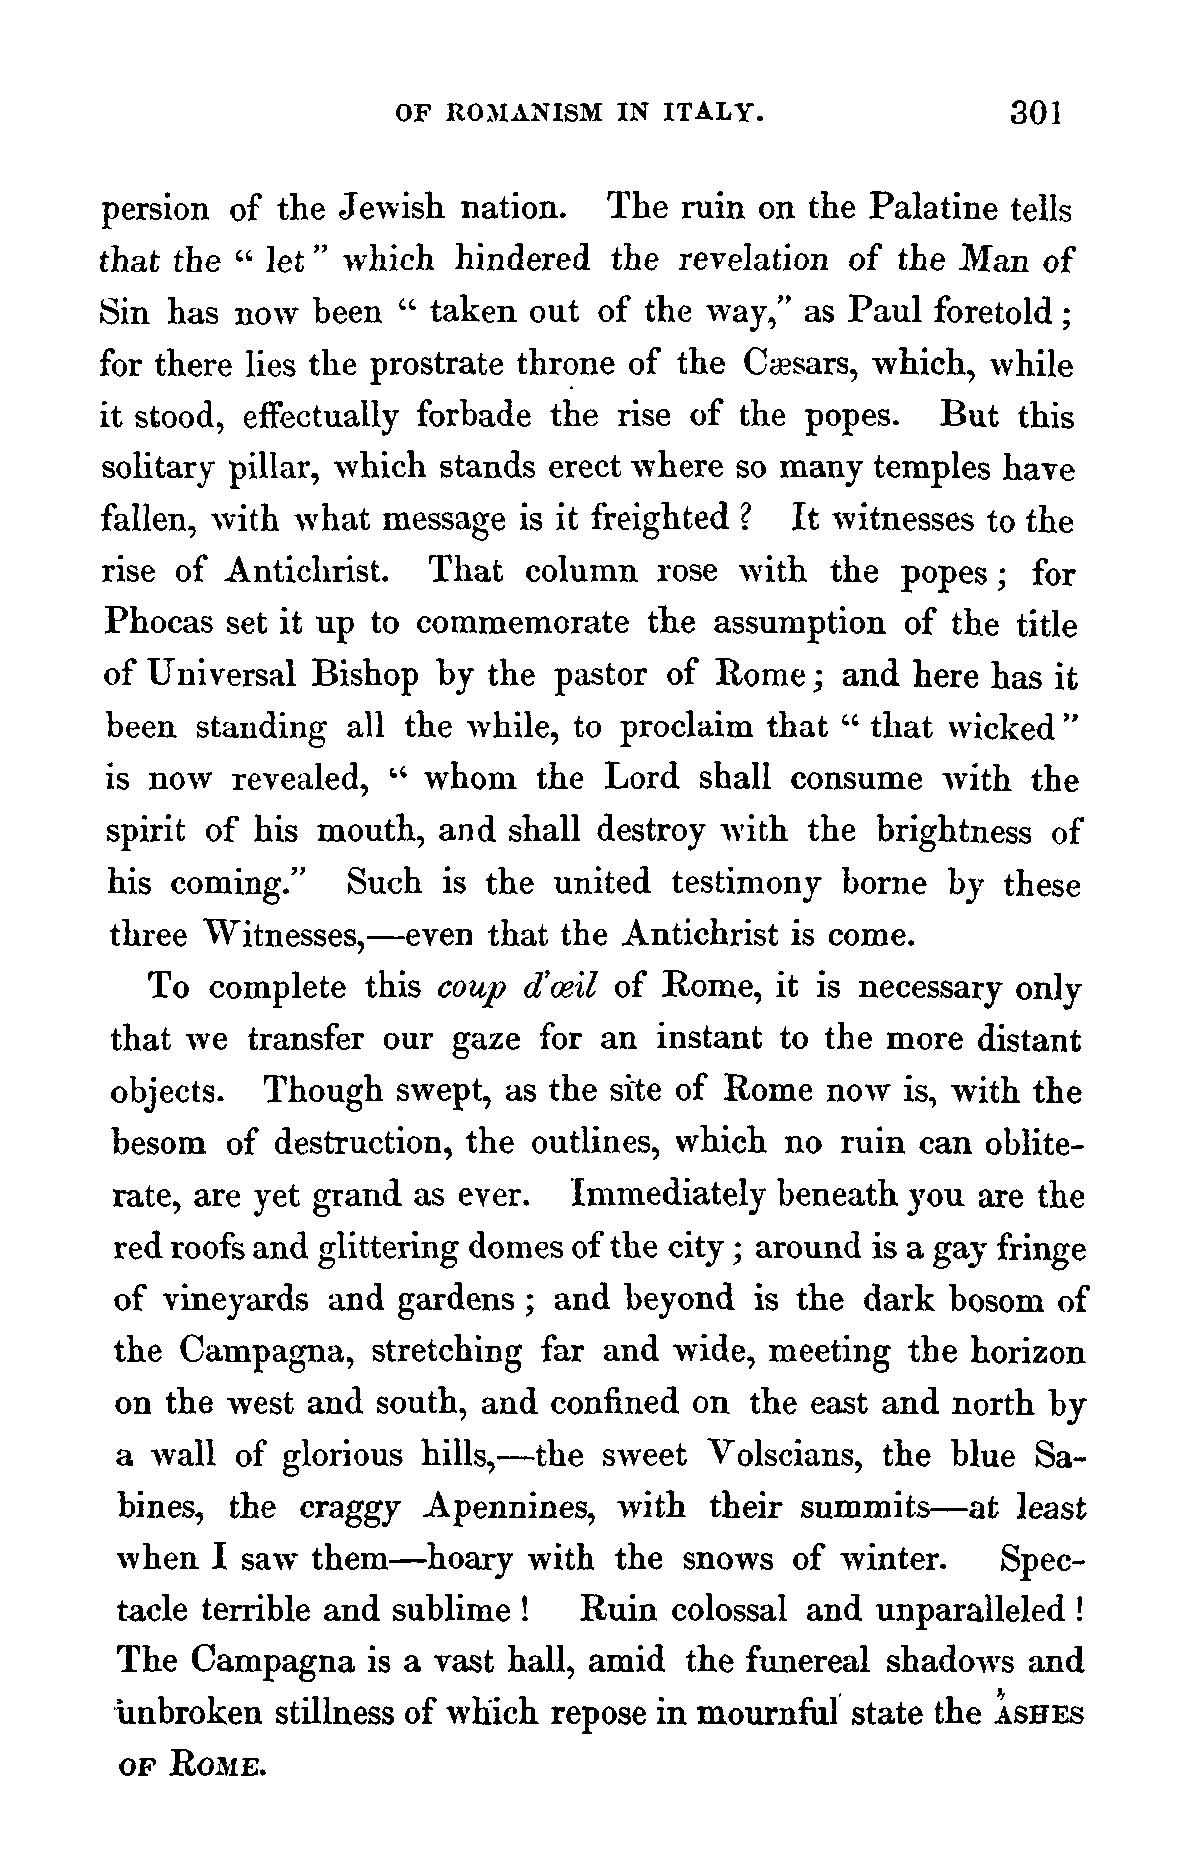 OF ROMANISM IN ITALY. 301
persion of the Jewish nation. The ruin on the Palatine tells
that the “ let ” which hindered the revelation of the Man of
Sin has now been “ taken out of the way,” as Paul foretold ;
for there lies the prostrate throne of the Cæsars, which, while
it stood, effectually forbade the rise of the popes. But this
solitary pillar, which stands erect where so many temples have
fallen, with what message is it freighted ? It witnesses to the
rise of Antichrist. That column rose with the popes ; for
Phocas set it up to commemorate the assumption of the title
of Universal Bishop by the pastor of Rome ; and here has it
been standing all the while, to proclaim that “ that wicked ”
is now revealed, “ whom the Lord shall consume with the
spirit of his mouth, and shall destroy with the brightness of
his coming.” Such is the united testimony borne by these
three Witnesses,—even that the Antichrist is come.
To complete this coup d’œil of Rome, it is necessary only
that we transfer our gaze for an instant to the more distant
objects. Though swept, as the site of Rome now is, with the
besom of destruction, the outlines, which no ruin can oblite-
rate, are yet grand as ever. Immediately beneath you are the
red roofs and glittering domes of the city ; around is a gay fringe
of vineyards and gardens ; and beyond is the dark bosom of
the Campagna, stretching far and wide, meeting the horizon
on the west and south, and confined on the east and north by
a wall of glorious hills,—the sweet Volscians, the blue Sa-
bines, the craggy Apennines, with their summits—at least
when I saw them—hoary with the snows of winter. Spec-
tacle terrible and sublime ! Ruin colossal and unparalleled !
The Campagna is a vast hall, amid the funereal shadows and
unbroken stillness of which repose in mournful state the ASHES
OF ROME.